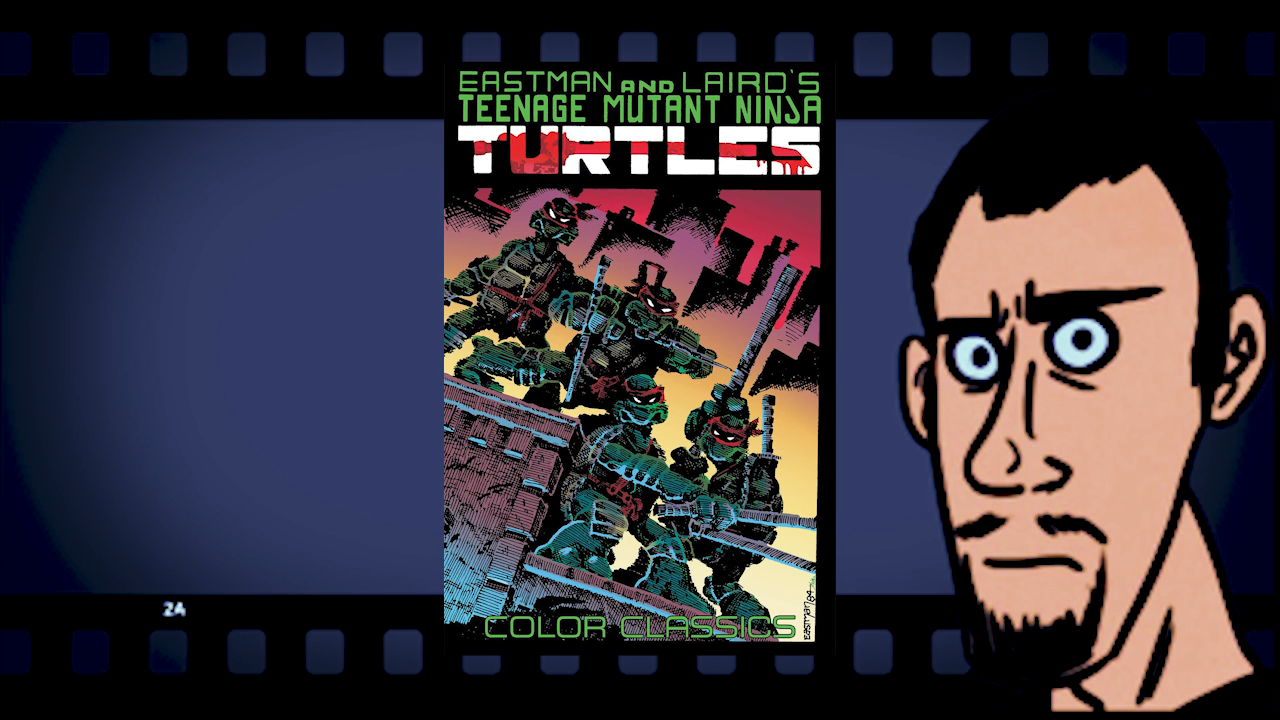 EASTMAN AND LAIRD'S
TEENAGE MUTANT NINJA
TURTLES
EASTMAN/84
COLOR CLASSICS
24